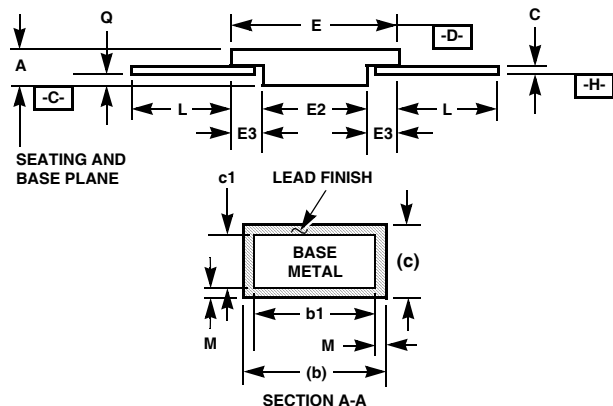 Q
E
C
-D-
A
-C-
-H-
L
E2
L
E3
E3
SEATING AND
BASE PLANE
c1
LEAD FINISH
BASE
METAL
(c)
b1
M
M
(b)
SECTION A-A